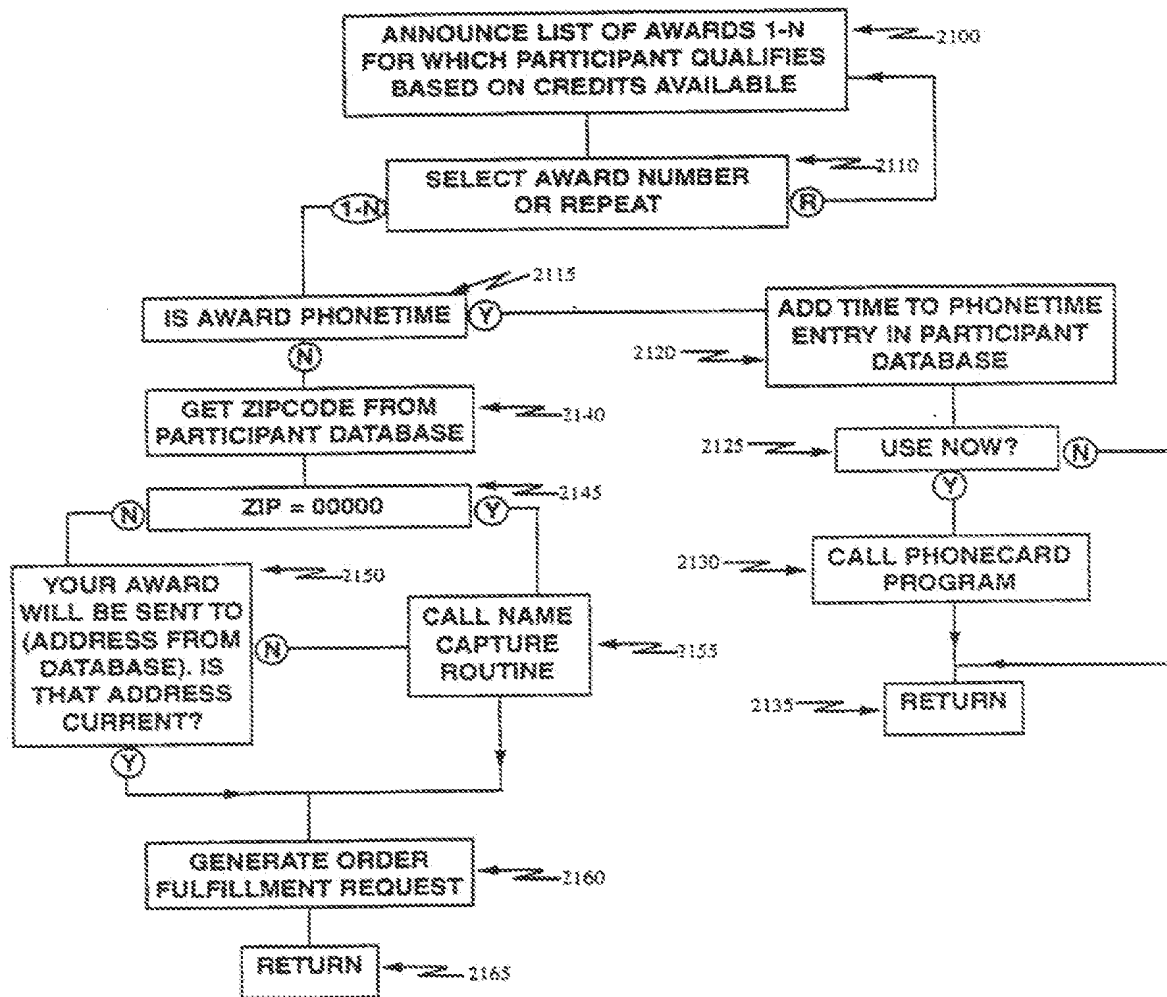 ANNOUNCE LIST OF AWARDS 1-N
FOR WHICH PARTICIPANT QUALIFIES
BASED ON CREDITS AVAILABLE
2100
SELECT AWARD NUMBER
OR REPEAT
2110
1-N
R
2115
IS AWARD PHONETIME
Y
N
ADD TIME TO PHONETIME
ENTRY IN PARTICIPANT
DATABASE
2120
GET ZIPCODE FROM
PARTICIPANT DATABASE
2140
2125
USE NOW?
N
Y
2145
N
ZIP = 00000
Y
2150
YOUR AWARD
WILL BE SENT TO
(ADDRESS FROM
DATABASE). IS
THAT ADDRESS
CURRENT?
N
Y
CALL NAME
CAPTURE
ROUTINE
2155
2130
CALL PHONECARD
PROGRAM
2135
RETURN
GENERATE ORDER
FULFILLMENT REQUEST
2160
RETURN
2165